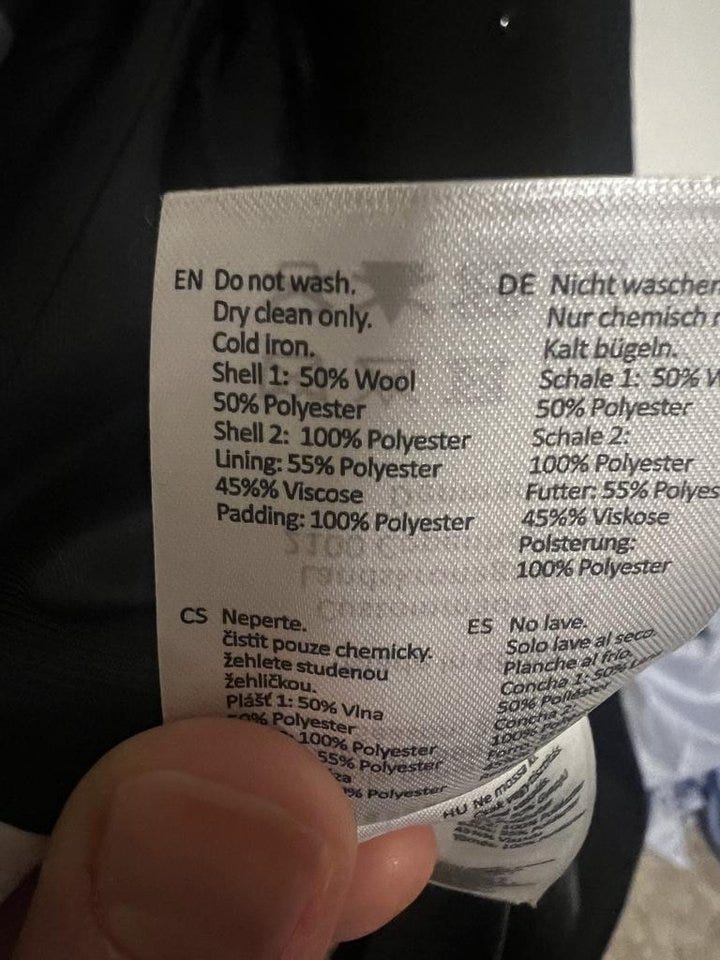 EN Do not wash.
Dry clean only.
Cold iron.
Shell 1: 50% Wool
50% Polyester
Shell 2: 100% Polyester
Lining: 55% Polyester
45%% Viscose
Padding: 100% Polyester
DE Nicht waschen
Nur chemisch
Kalt bügeln.
Schale 1: 50%
50% Polyester
Schale 2:
100% Polyester
Futter: 55% Polyes
45%% Viskose
Polsterung:
100% Polyester
CS Neperte.
čistit pouze chemicky.
žehlete studenou
žehličkou.
Plášť 1: 50% Vlna
50% Polyester
100% Polyester
55% Polyester
za
% Polyester
ES No lave.
Solo lave al seco.
Planche al frío.
Concha 1: 50%
50% Poliéster
Concha 2:
100%
HU Ne mossa